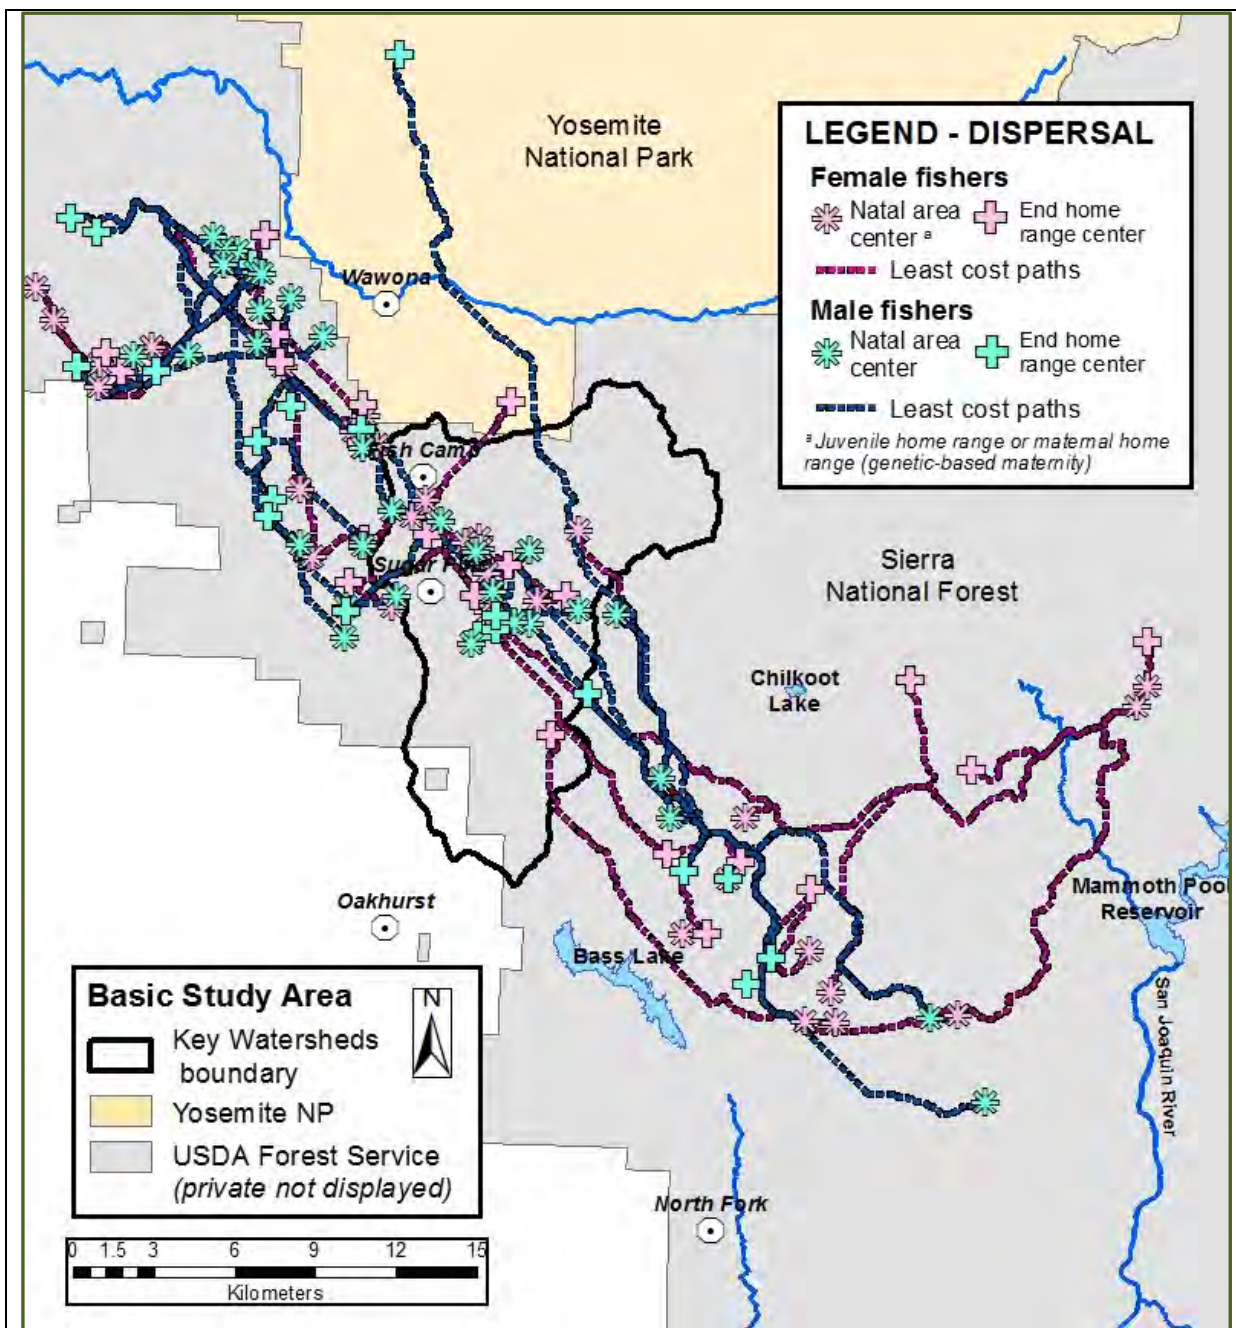 Yosemite
National Park
LEGEND - DISPERSAL
Female fishers
Natal area
center a
End home
range center
Least cost paths
Male fishers
Natal area
center
End home
range center
Least cost paths
a Juvenile home range or maternal home
range (genetic-based maternity)
Wawona
Fish Camp
Sugar Pine
Sierra
National Forest
Chilkoot
Lake
Mammoth Pool
Reservoir
Oakhurst
Bass Lake
San Joaquin River
North Fork
Basic Study Area
Key Watersheds
boundary
Yosemite NP
USDA Forest Service
(private not displayed)
N
0 1.5 3 6 9 12 15
Kilometers